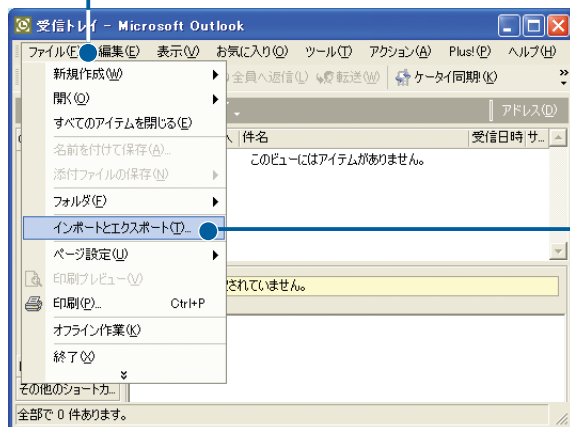 受信トレイ - Microsoft Outlook
ファイル(F) 編集(E) 表示(V) お気に入り(O) ツール(T) アクション(A) Plus!(P) ヘルプ(H)
新規作成(W)
全員へ返信(L) 転送(W) ケータイ同期!(K)
開く(O)
アドレス(D)
すべてのアイテムを閉じる(E)
件名 受信日時 サ...
名前を付けて保存(A)...
このビューにはアイテムがありません。
添付ファイルの保存(N)
フォルダ(F)
インポートとエクスポート(T)...
ページ設定(U)
印刷プレビュー(V)
されていません。
印刷(P)... Ctrl+P
オフライン作業(K)
終了(X)
その他のショートカ...
全部で 0 件あります。